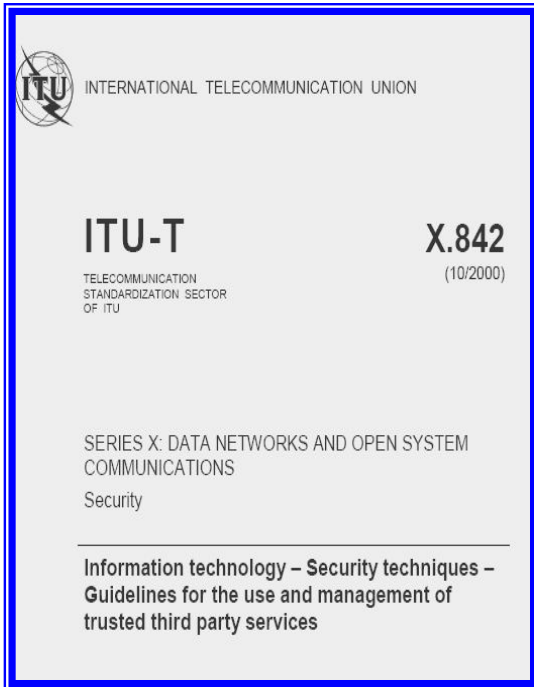 ITU
INTERNATIONAL TELECOMMUNICATION UNION
ITU-T
X.842
(10/2000)
TELECOMMUNICATION
STANDARDIZATION SECTOR
OF ITU
SERIES X: DATA NETWORKS AND OPEN SYSTEM
COMMUNICATIONS
Security
Information technology – Security techniques –
Guidelines for the use and management of
trusted third party services